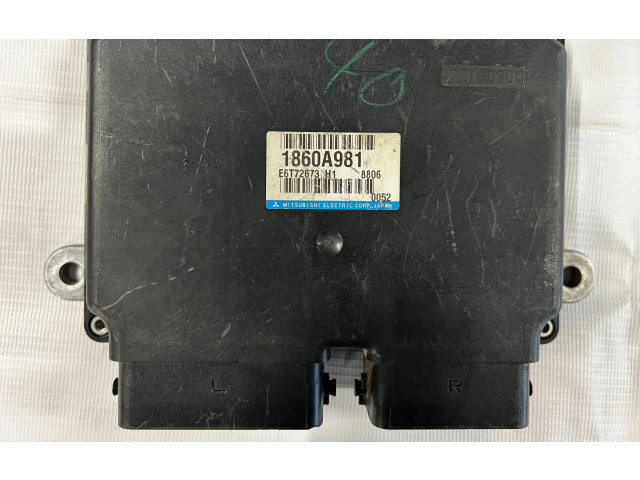 1860A981
E6T72673 H1 8806
0052
MITSUBISHI ELECTRIC CORP. JAPAN
L R